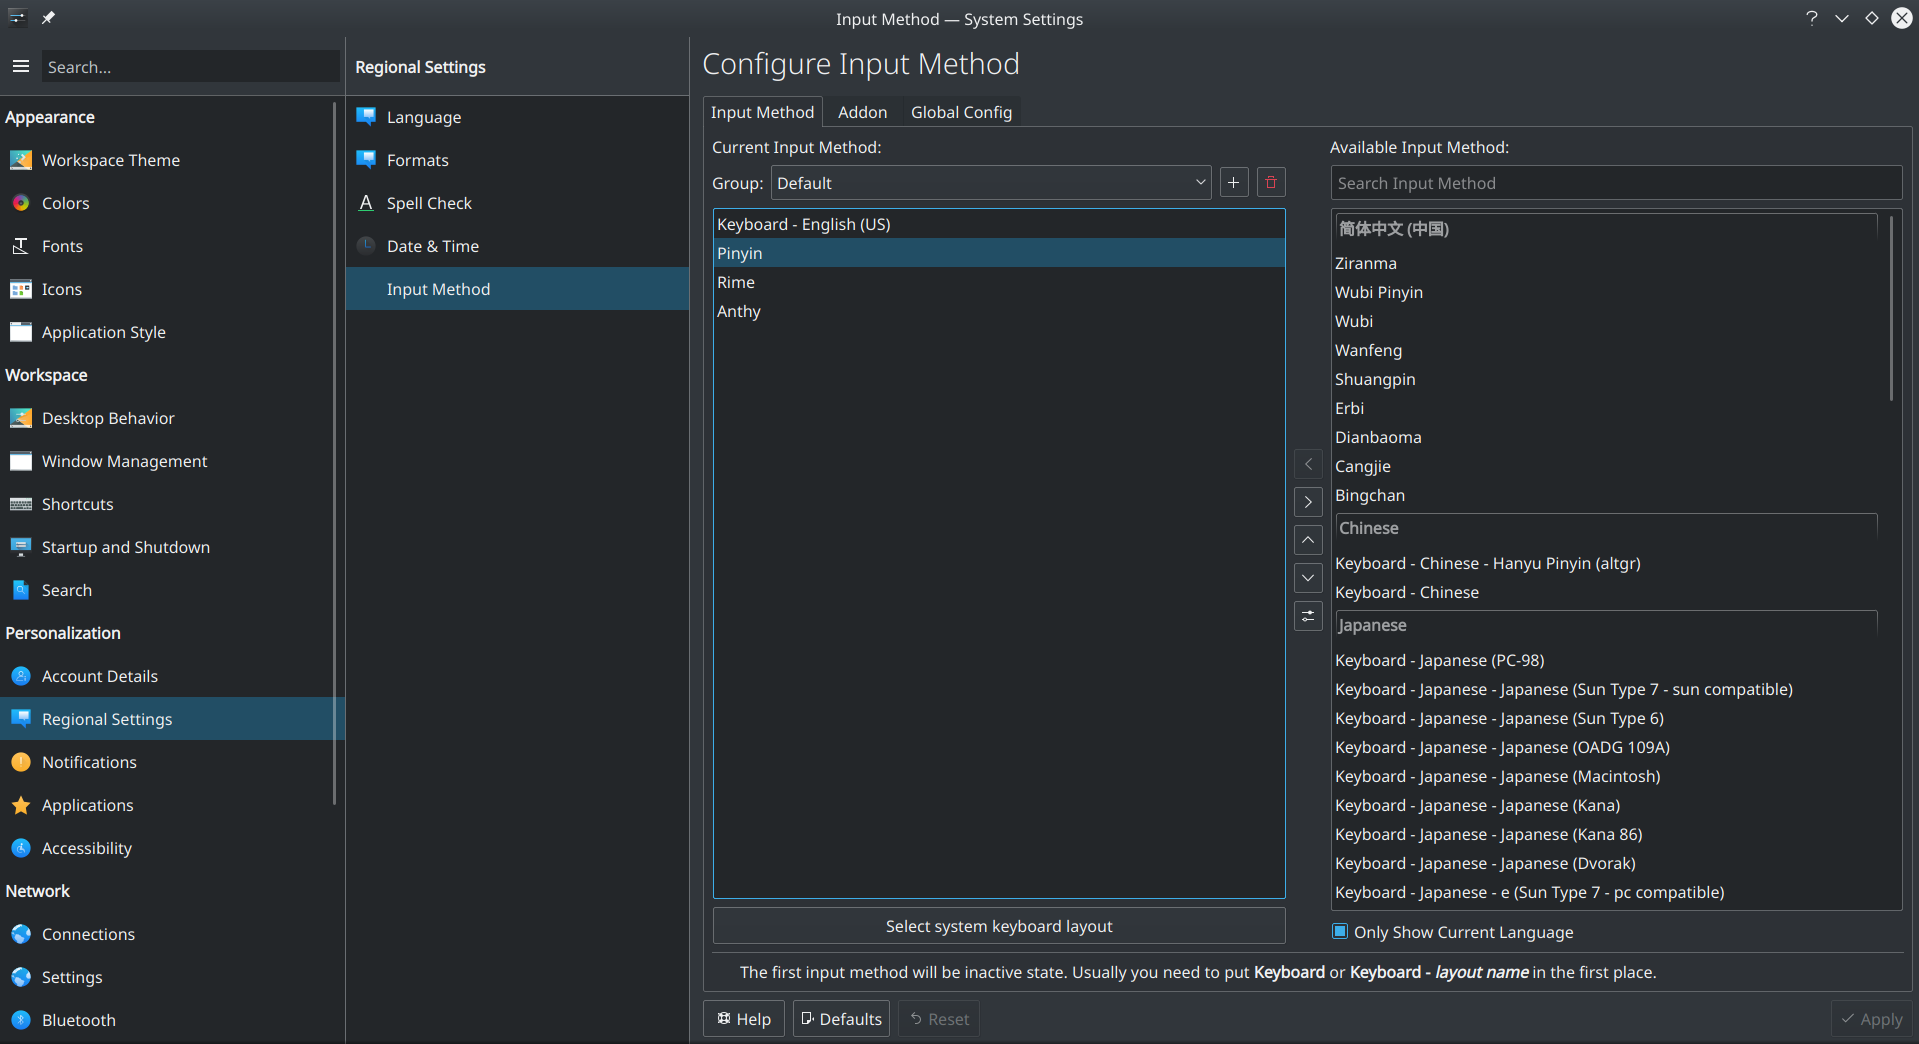 Input Method — System Settings
Search...
Appearance
Workspace Theme
Colors
Fonts
Icons
Application Style
Workspace
Desktop Behavior
Window Management
Shortcuts
Startup and Shutdown
Search
Personalization
Account Details
Regional Settings
Notifications
Applications
Accessibility
Network
Connections
Settings
Bluetooth
Regional Settings
Language
Formats
Spell Check
Date & Time
Input Method
Configure Input Method
Input Method Addon Global Config
Current Input Method:
Group: Default
Keyboard - English (US)
Pinyin
Rime
Anthy
Select system keyboard layout
Available Input Method:
Search Input Method
简体中文 (中国)
Ziranma
Wubi Pinyin
Wubi
Wanfeng
Shuangpin
Erbi
Dianbaoma
Cangjie
Bingchan
Chinese
Keyboard - Chinese - Hanyu Pinyin (altgr)
Keyboard - Chinese
Japanese
Keyboard - Japanese (PC-98)
Keyboard - Japanese - Japanese (Sun Type 7 - sun compatible)
Keyboard - Japanese - Japanese (Sun Type 6)
Keyboard - Japanese - Japanese (OADG 109A)
Keyboard - Japanese - Japanese (Macintosh)
Keyboard - Japanese - Japanese (Kana)
Keyboard - Japanese - Japanese (Kana 86)
Keyboard - Japanese - Japanese (Dvorak)
Keyboard - Japanese - e (Sun Type 7 - pc compatible)
Only Show Current Language
The first input method will be inactive state. Usually you need to put Keyboard or Keyboard - layout name in the first place.
Help Defaults Reset Apply